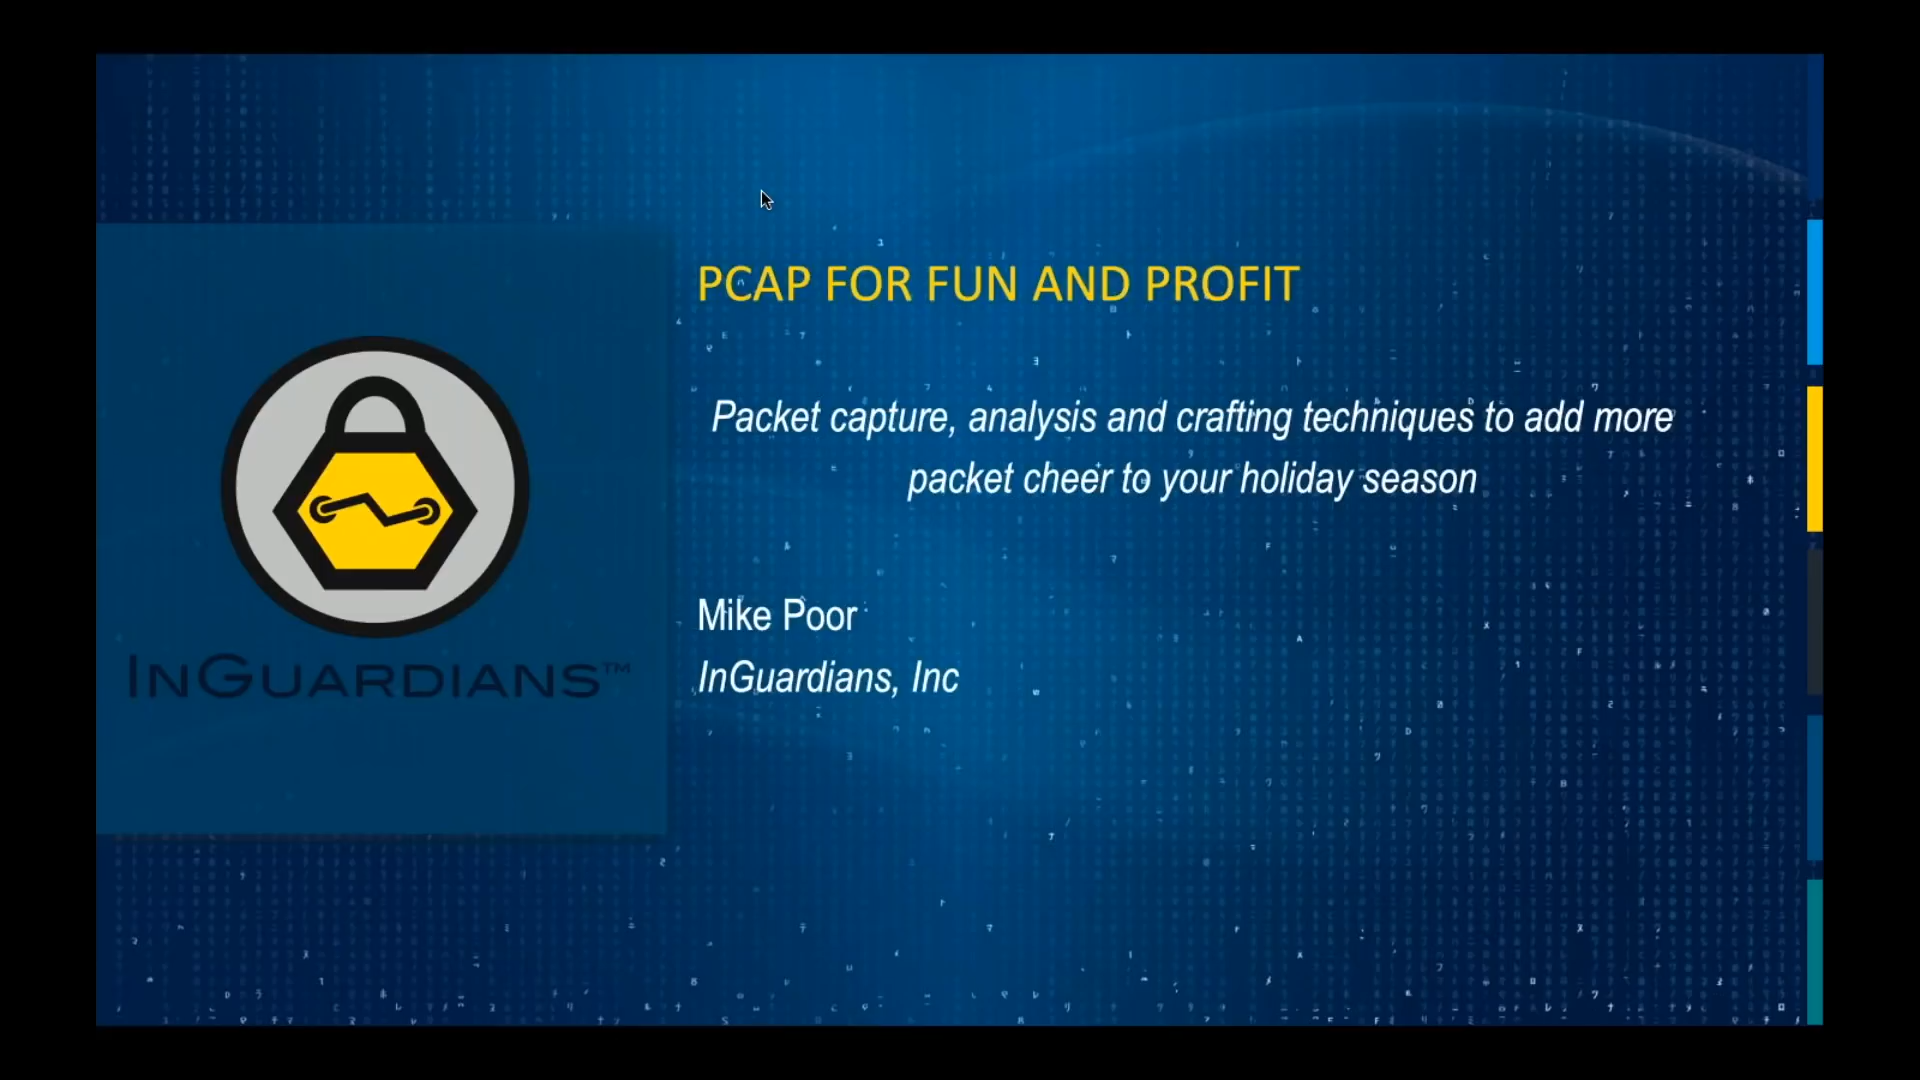 PCAP FOR FUN AND PROFIT
Packet capture, analysis and crafting techniques to add more
packet cheer to your holiday season
Mike Poor
InGuardians, Inc
INGUARDIANS™